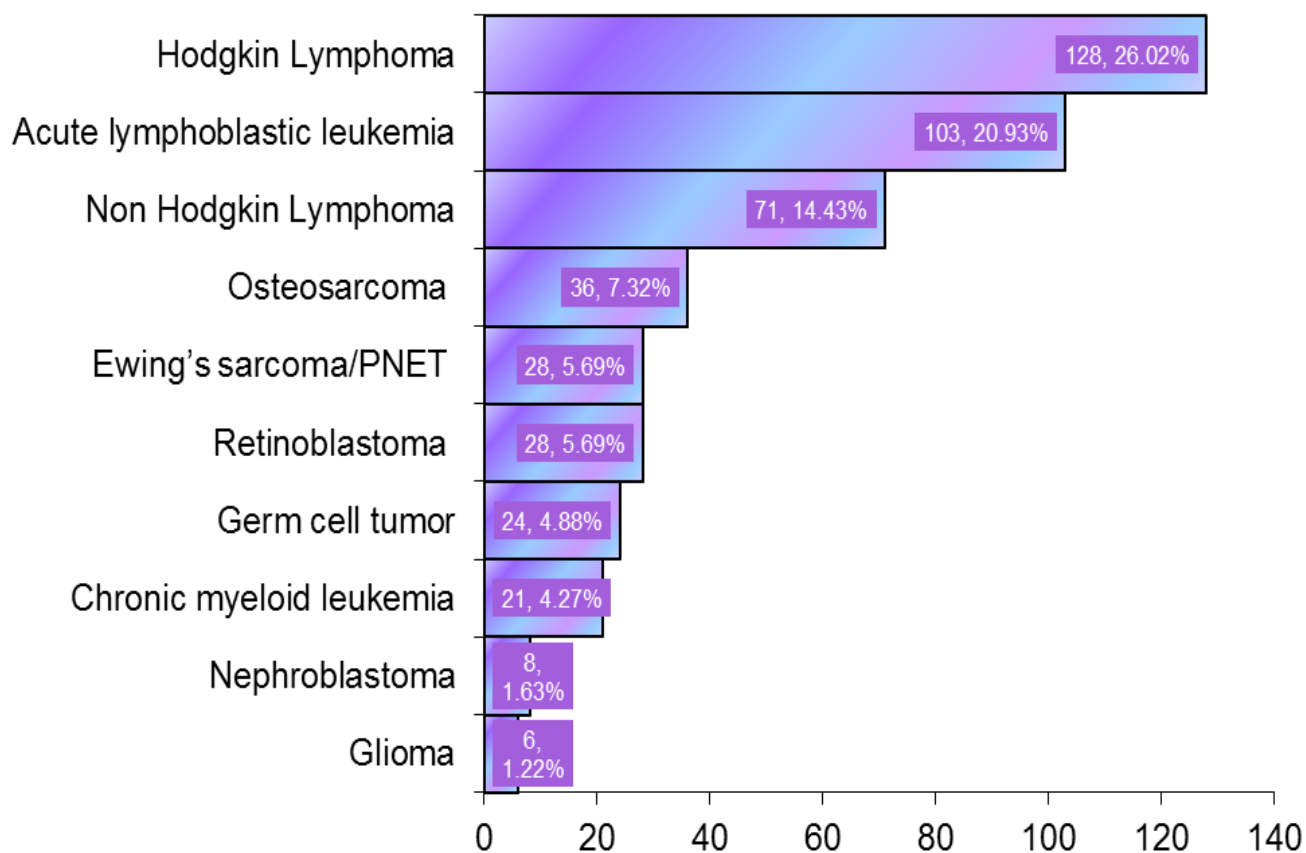 Hodgkin Lymphoma
128, 26.02%
Acute lymphoblastic leukemia
103, 20.93%
Non Hodgkin Lymphoma
71, 14.43%
Osteosarcoma
36, 7.32%
Ewing’s sarcoma/PNET
28, 5.69%
Retinoblastoma
28, 5.69%
Germ cell tumor
24, 4.88%
Chronic myeloid leukemia
21, 4.27%
Nephroblastoma
8,
1.63%
Glioma
6,
1.22%
0 20 40 60 80 100 120 140